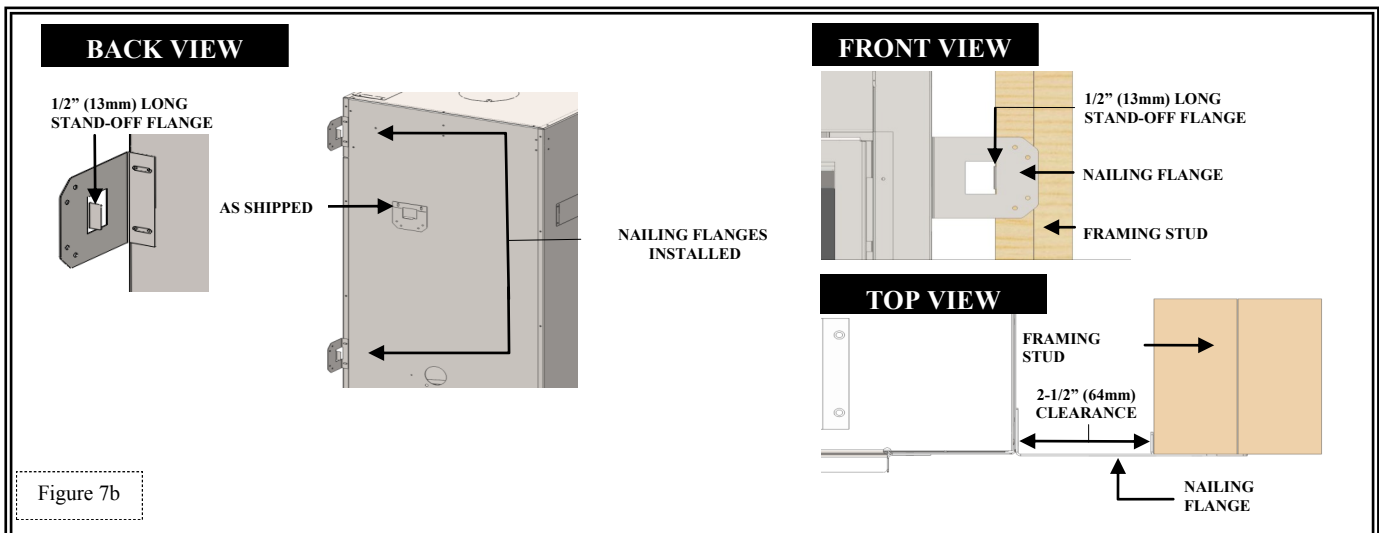 BACK VIEW
1/2” (13mm) LONG
STAND-OFF FLANGE
AS SHIPPED
NAILING FLANGES
INSTALLED
Figure 7b
FRONT VIEW
1/2” (13mm) LONG
STAND-OFF FLANGE
NAILING FLANGE
FRAMING STUD
TOP VIEW
FRAMING
STUD
2-1/2” (64mm)
CLEARANCE
NAILING
FLANGE